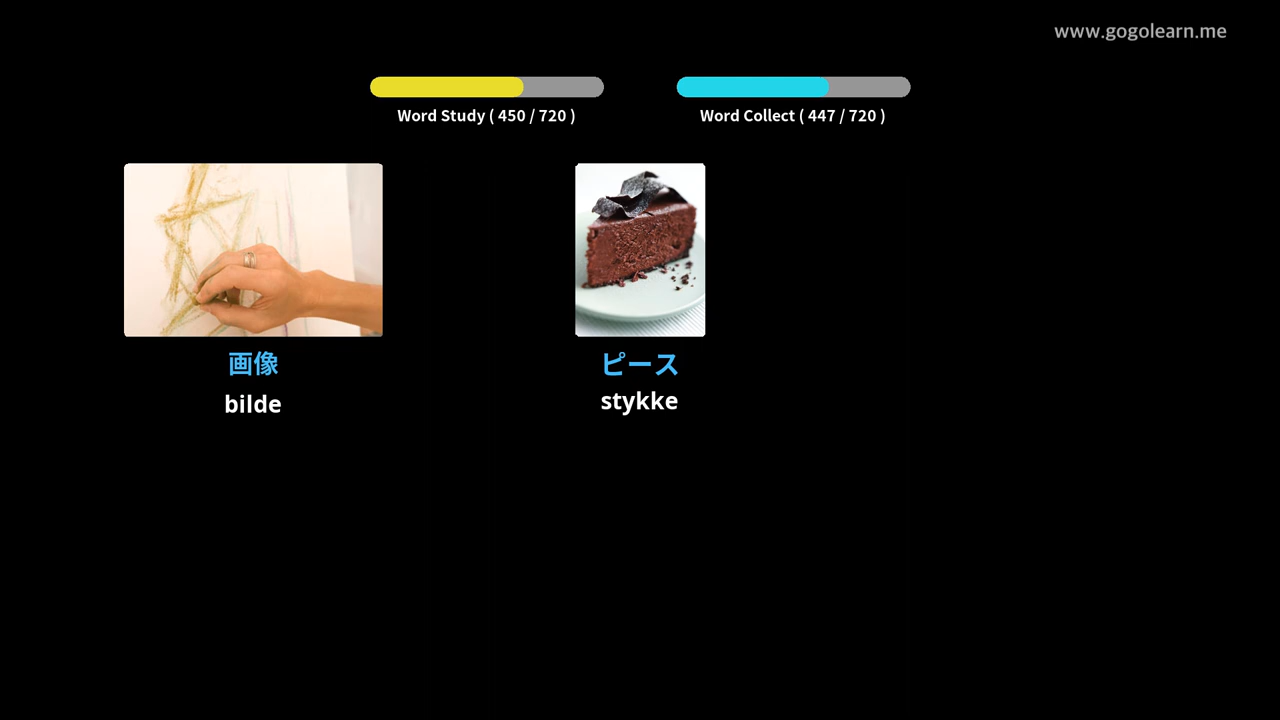 www.gogolearn.me
Word Study ( 450 / 720 )
Word Collect ( 447 / 720 )
画像
bilde
ピース
stykke